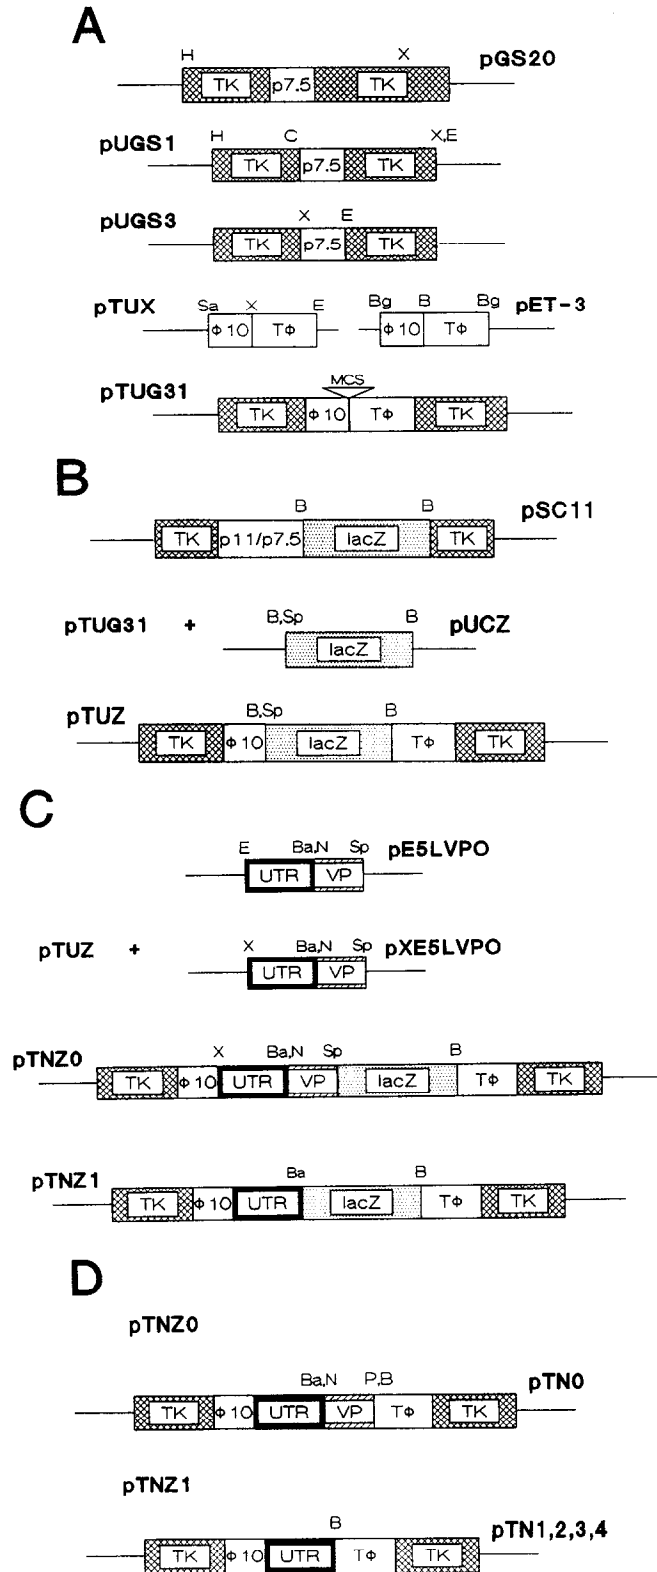 A
H X pGS20
TK p7.5 TK
pUGS1 H C X,E
TK p7.5 TK
pUGS3 X E
TK p7.5 TK
pTUX Sa X E Bg B Bg pET-3
Φ10 TΦ Φ10 TΦ
MCS
pTUG31
TK Φ10 TΦ TK
B
B B pSC11
TK p11/p7.5 lacZ TK
pTUG31 + B,Sp B pUCZ
lacZ
pTUZ B,Sp B
TK Φ10 lacZ TΦ TK
C
E Ba,N Sp pE5LVPO
UTR VP
pTUZ + X Ba,N Sp pXE5LVPO
UTR VP
pTNZ0 X Ba,N Sp B
TK Φ10 UTR VP lacZ TΦ TK
pTNZ1 Ba B
TK Φ10 UTR lacZ TΦ TK
D
pTNZ0
Ba,N P,B pTN0
TK Φ10 UTR VP TΦ TK
pTNZ1
B pTN1,2,3,4
TK Φ10 UTR TΦ TK